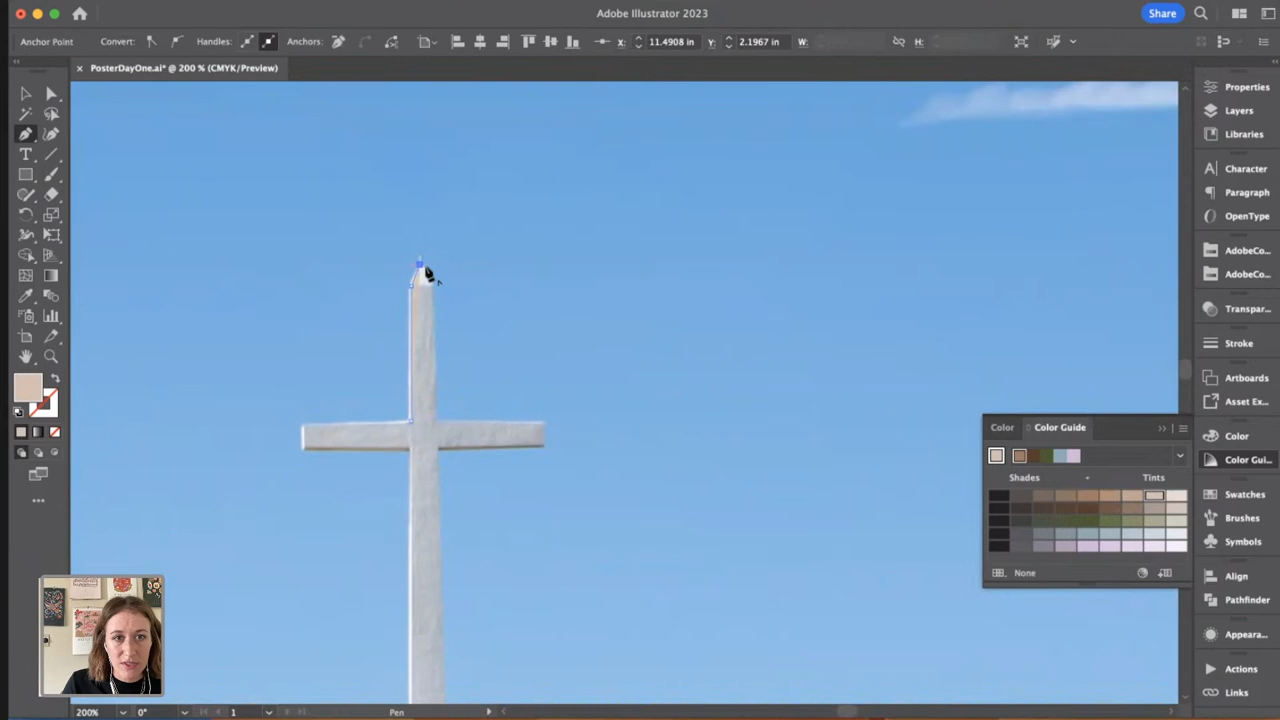 Adobe Illustrator 2023
Share
Anchor Point
Convert:
Handles:
Anchors:
X: 11.4908 in
Y: 2.1967 in
W:
H:
× PosterDayOne.ai* @ 200 % (CMYK/Preview)
Properties
Layers
Libraries
Character
Paragraph
OpenType
AdobeCo...
AdobeCo...
Transpar...
Stroke
Artboards
Asset Ex...
Color
Color Gui...
Swatches
Brushes
Symbols
Align
Pathfinder
Appeara...
Actions
Links
Color
Color Guide
Shades
Tints
None
200%
0°
1
Pen